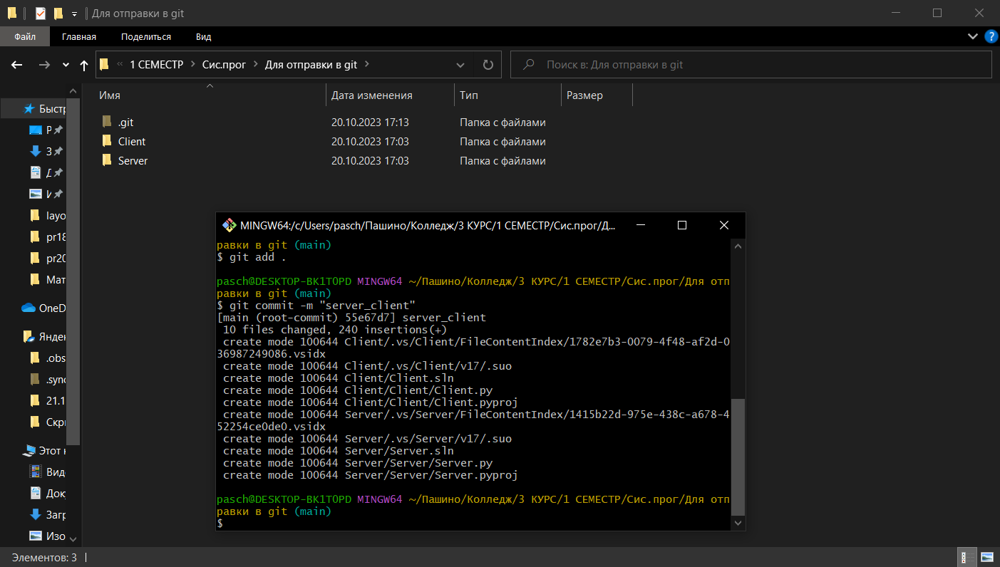 Для отправки в git
Файл Главная Поделиться Вид
« 1 СЕМЕСТР > Сис.прог > Для отправки в git >
Поиск в: Для отправки в git
Имя Дата изменения Тип Размер
.git 20.10.2023 17:13 Папка с файлами
Client 20.10.2023 17:03 Папка с файлами
Server 20.10.2023 17:03 Папка с файлами
Быстр
Р
З
Д
И
layo
pr18
pr20
Мат
OneD
Яндек
.obs
.sync
21.1
Скри
Этот к
Виде
Док
Загр
Изо
MINGW64:/c/Users/pasch/Пашино/Колледж/3 КУРС/1 СЕМЕСТР/Сис.прог/Д...
равки в git (main)
$ git add .
pasch@DESKTOP-BK1TOPD MINGW64 ~/Пашино/Колледж/3 КУРС/1 СЕМЕСТР/Сис.прог/Для отп
равки в git (main)
$ git commit -m "server_client"
[main (root-commit) 55e67d7] server_client
10 files changed, 240 insertions(+)
create mode 100644 Client/.vs/Client/FileContentIndex/1782e7b3-0079-4f48-af2d-0
36987249086.vsidx
create mode 100644 Client/.vs/Client/v17/.suo
create mode 100644 Client/Client.sln
create mode 100644 Client/Client/Client.py
create mode 100644 Client/Client/Client.pyproj
create mode 100644 Server/.vs/Server/FileContentIndex/1415b22d-975e-438c-a678-4
52254ce0de0.vsidx
create mode 100644 Server/.vs/Server/v17/.suo
create mode 100644 Server/Server.sln
create mode 100644 Server/Server/Server.py
create mode 100644 Server/Server/Server.pyproj
pasch@DESKTOP-BK1TOPD MINGW64 ~/Пашино/Колледж/3 КУРС/1 СЕМЕСТР/Сис.прог/Для отп
равки в git (main)
$
Элементов: 3